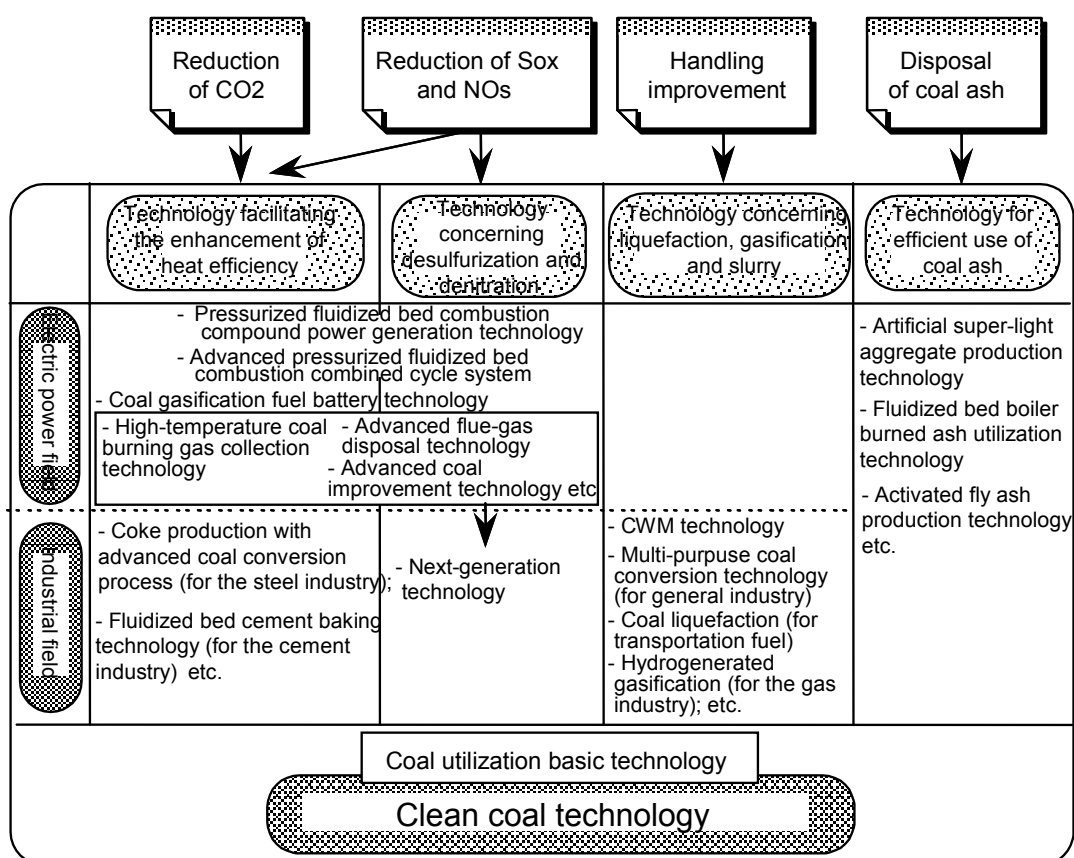 Reduction
of CO2
Reduction of Sox
and NOs
Handling
improvement
Disposal
of coal ash
Technology facilitating
the enhancement of
heat efficiency
Technology
concerning
desulfurization and
denitration
Technology concerning
liquefaction, gasification
and slurry
Technology for
efficient use of
coal ash
Electric power field
- Pressurized fluidized bed combustion
compound power generation technology
- Advanced pressurized fluidized bed
combustion combined cycle system
- Coal gasification fuel battery technology
- High-temperature coal
burning gas collection
technology
- Advanced flue-gas
disposal technology
- Advanced coal
improvement technology etc
- Artificial super-light
aggregate production
technology
- Fluidized bed boiler
burned ash utilization
technology
- Activated fly ash
production technology
etc.
Industrial field
- Coke production with
advanced coal conversion
process (for the steel industry);
- Fluidized bed cement baking
technology (for the cement
industry) etc.
- Next-generation
technology
- CWM technology
- Multi-purpuse coal
conversion technology
(for general industry)
- Coal liquefaction (for
transportation fuel)
- Hydrogenerated
gasification (for the gas
industry); etc.
Coal utilization basic technology
Clean coal technology